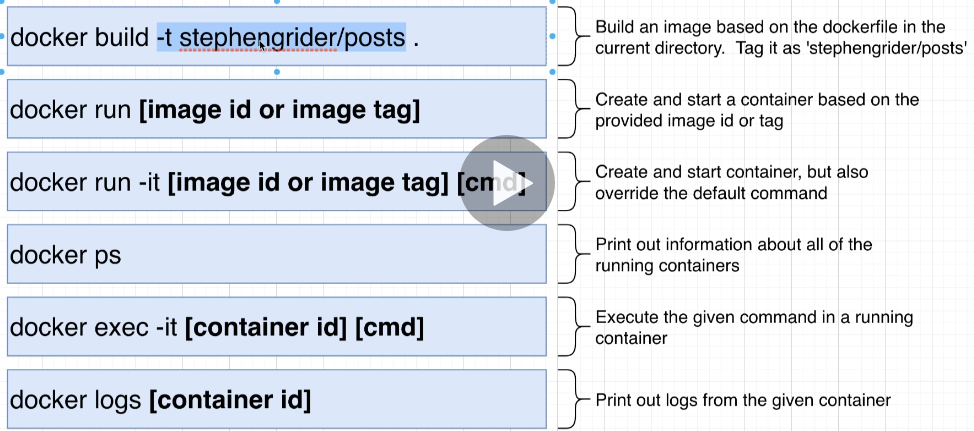 docker build -t stephengrider/posts .
Build an image based on the dockerfile in the
current directory. Tag it as 'stephengrider/posts'
docker run [image id or image tag]
Create and start a container based on the
provided image id or tag
docker run -it [image id or image tag] [cmd]
Create and start container, but also
override the default command
docker ps
Print out information about all of the
running containers
docker exec -it [container id] [cmd]
Execute the given command in a running
container
docker logs [container id]
Print out logs from the given container